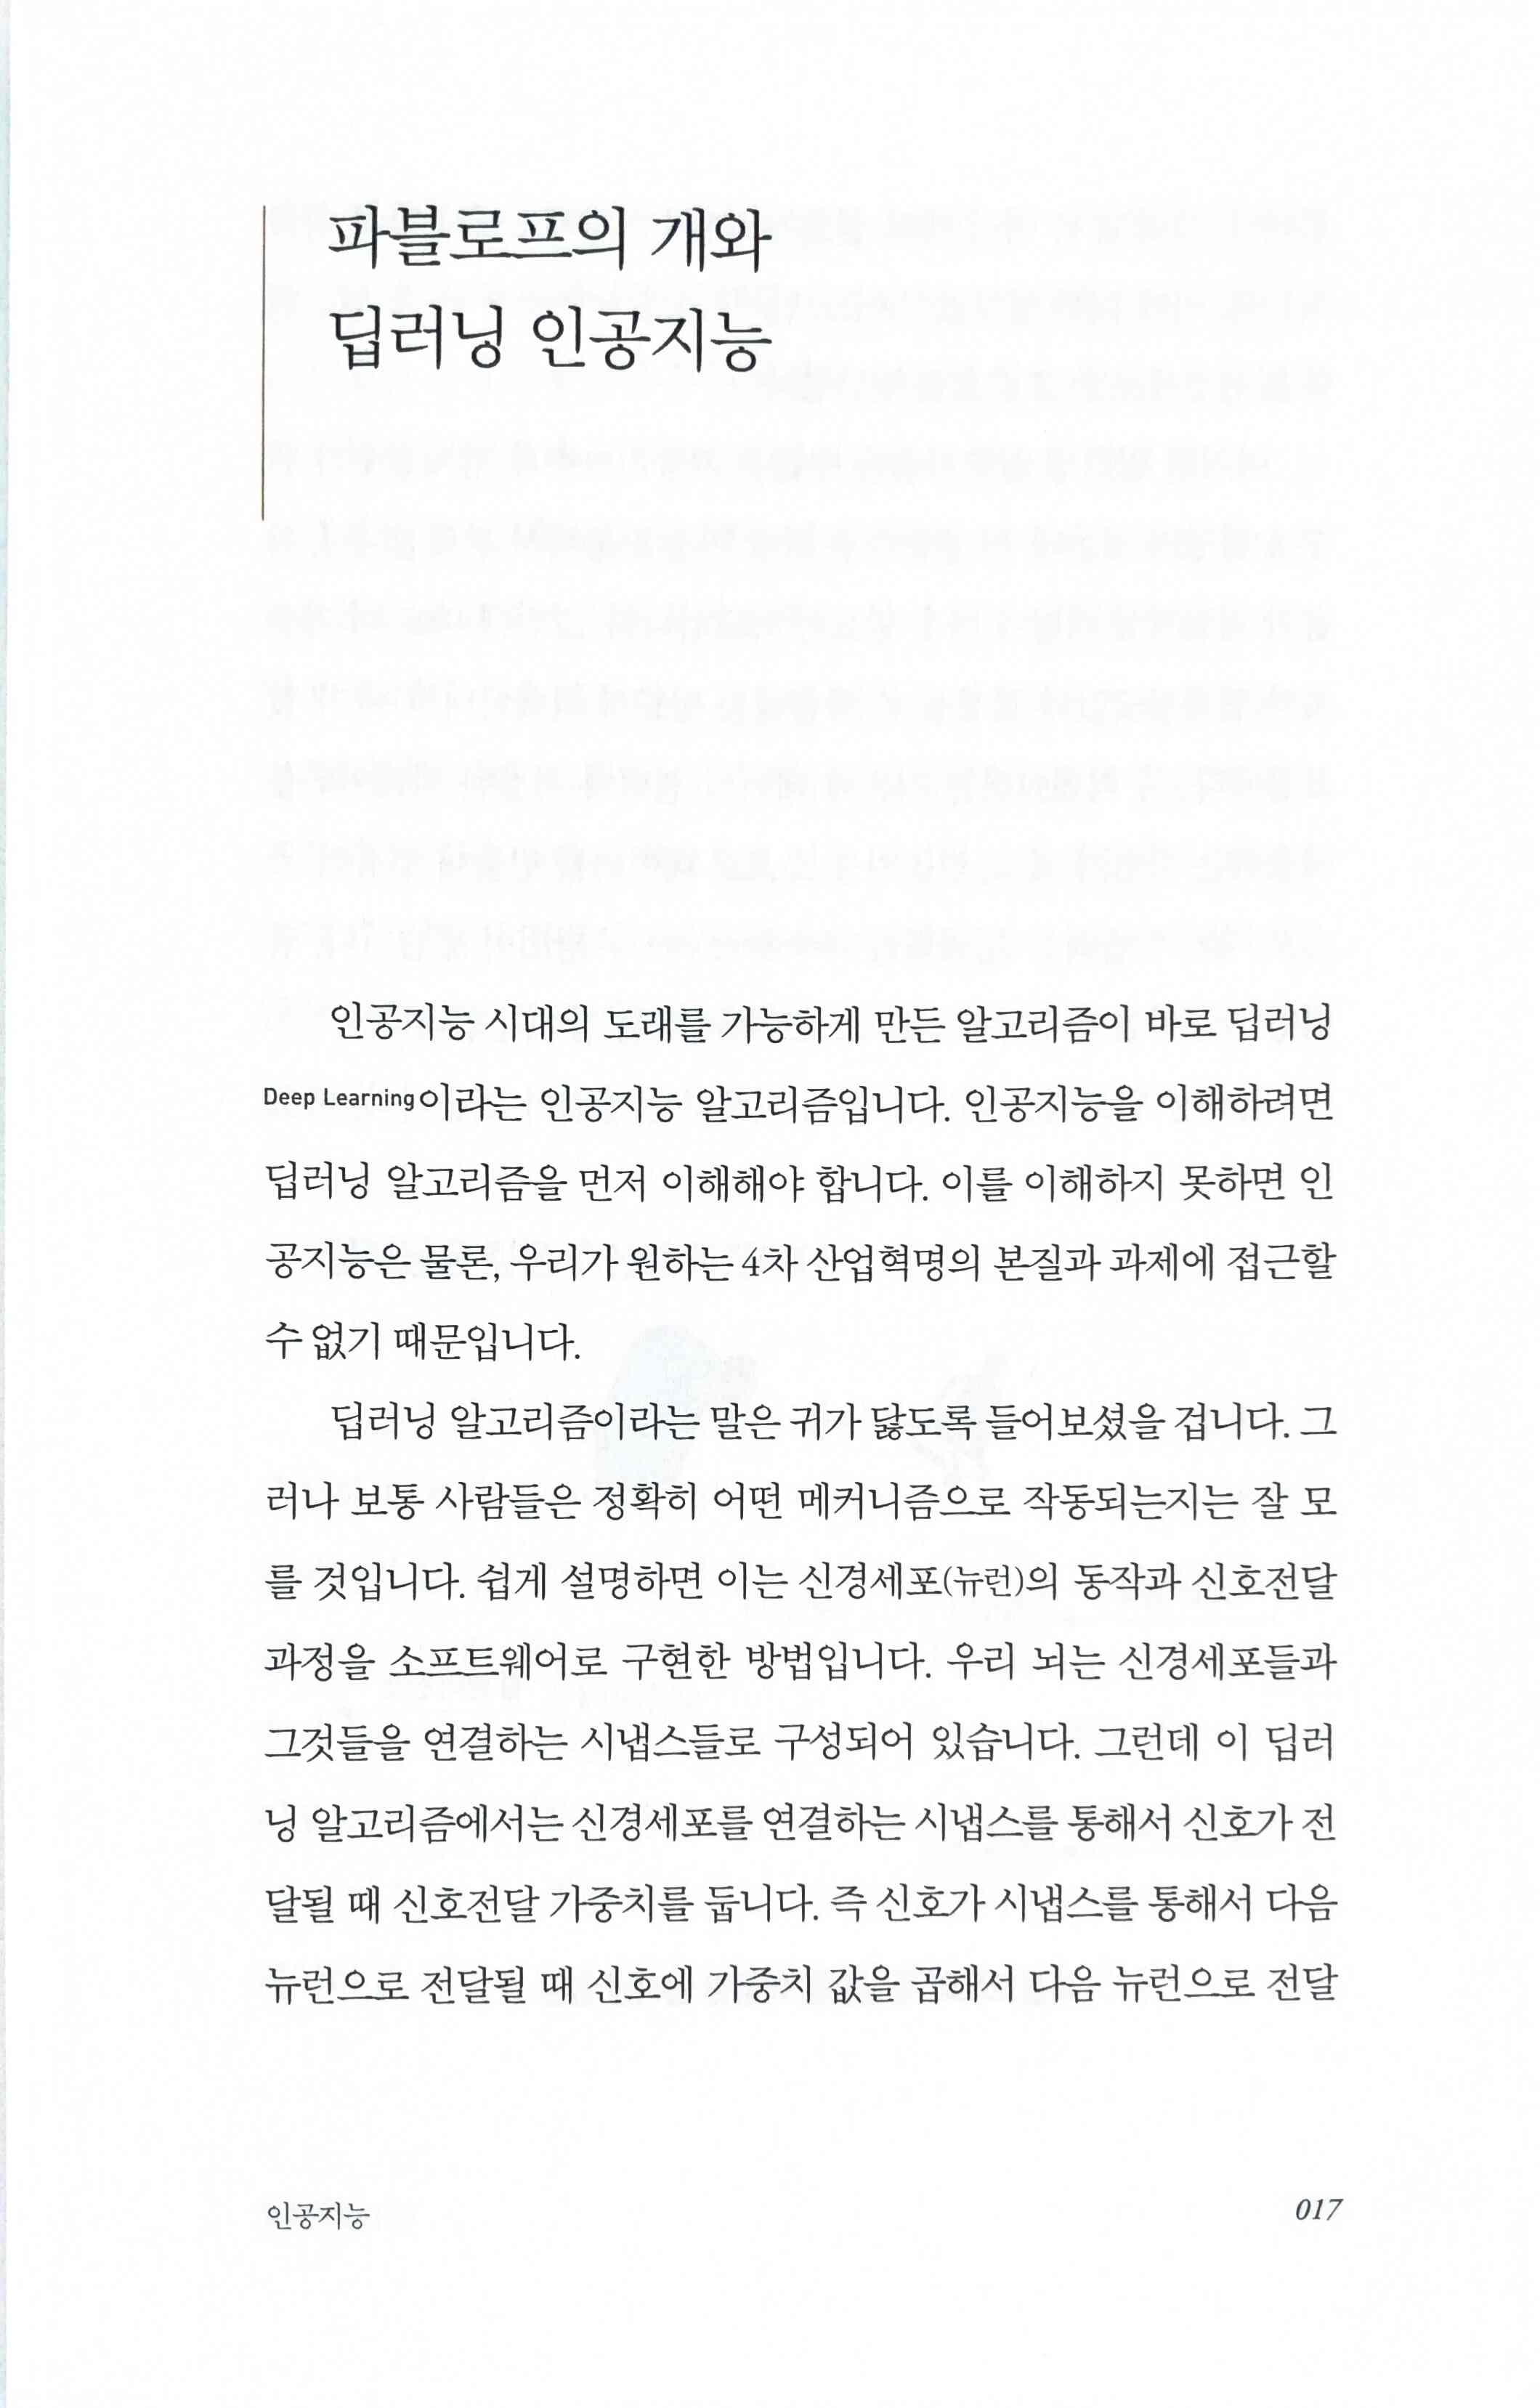 파블로프의 개와
딥러닝 인공지능
인공지능 시대의 도래를 가능하게 만든 알고리즘이 바로 딥러닝
Deep Learning이라는 인공지능 알고리즘입니다. 인공지능을 이해하려면
딥러닝 알고리즘을 먼저 이해해야 합니다. 이를 이해하지 못하면 인
공지능은 물론, 우리가 원하는 4차 산업혁명의 본질과 과제에 접근할
수 없기 때문입니다.
딥러닝 알고리즘이라는 말은 귀가 닳도록 들어보셨을 겁니다. 그
러나 보통 사람들은 정확히 어떤 메커니즘으로 작동되는지는 잘 모
를 것입니다. 쉽게 설명하면 이는 신경세포(뉴런)의 동작과 신호전달
과정을 소프트웨어로 구현한 방법입니다. 우리 뇌는 신경세포들과
그것들을 연결하는 시냅스들로 구성되어 있습니다. 그런데 이 딥러
닝 알고리즘에서는 신경세포를 연결하는 시냅스를 통해서 신호가 전
달될 때 신호전달 가중치를 둡니다. 즉 신호가 시냅스를 통해서 다음
뉴런으로 전달될 때 신호에 가중치 값을 곱해서 다음 뉴런으로 전달
인공지능
017